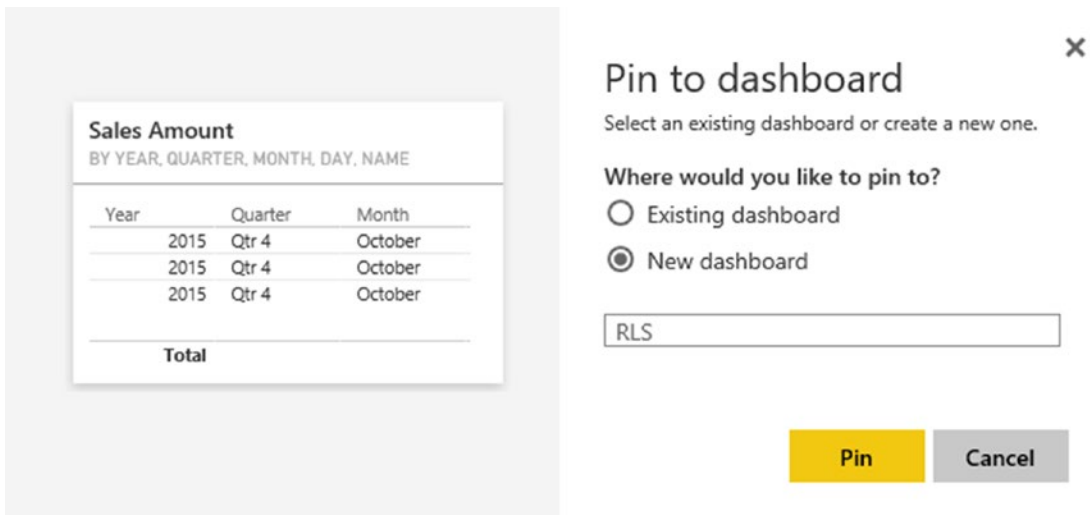 Sales Amount
BY YEAR, QUARTER, MONTH, DAY, NAME
Year Quarter Month
2015 Qtr 4 October
2015 Qtr 4 October
2015 Qtr 4 October
Total
Pin to dashboard
Select an existing dashboard or create a new one.
Where would you like to pin to?
Existing dashboard
New dashboard
RLS
Pin Cancel